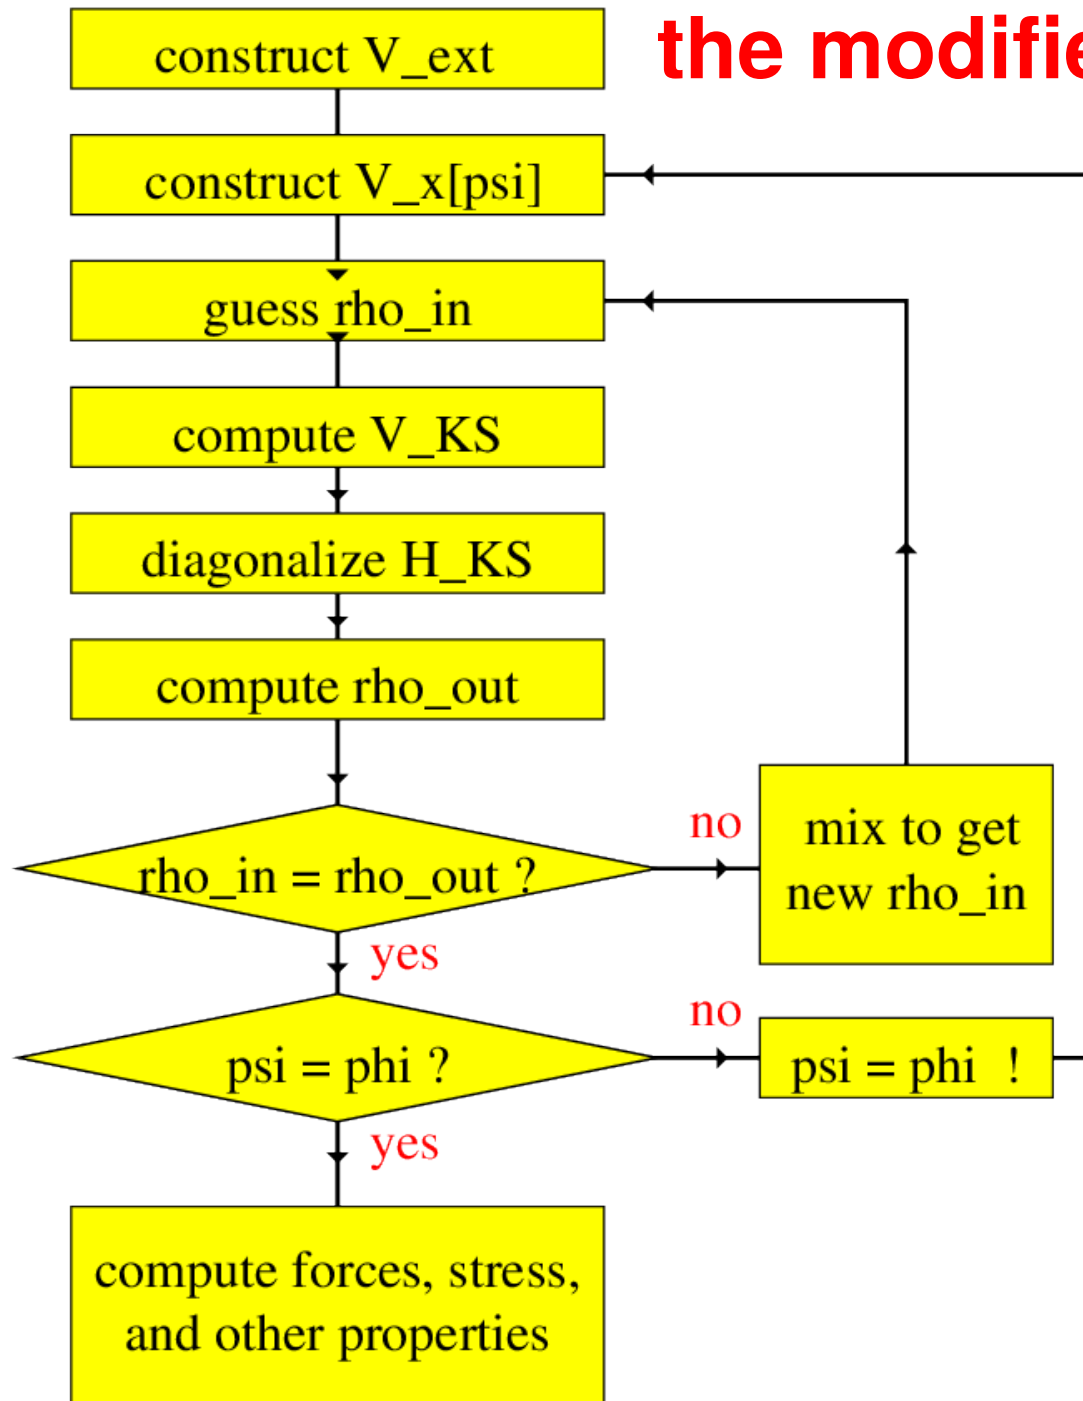 the modifie
construct V_ext
construct V_x[psi]
guess rho_in
compute V_KS
diagonalize H_KS
compute rho_out
rho_in = rho_out ?
no
mix to get
new rho_in
yes
psi = phi ?
no
psi = phi !
yes
compute forces, stress,
and other properties